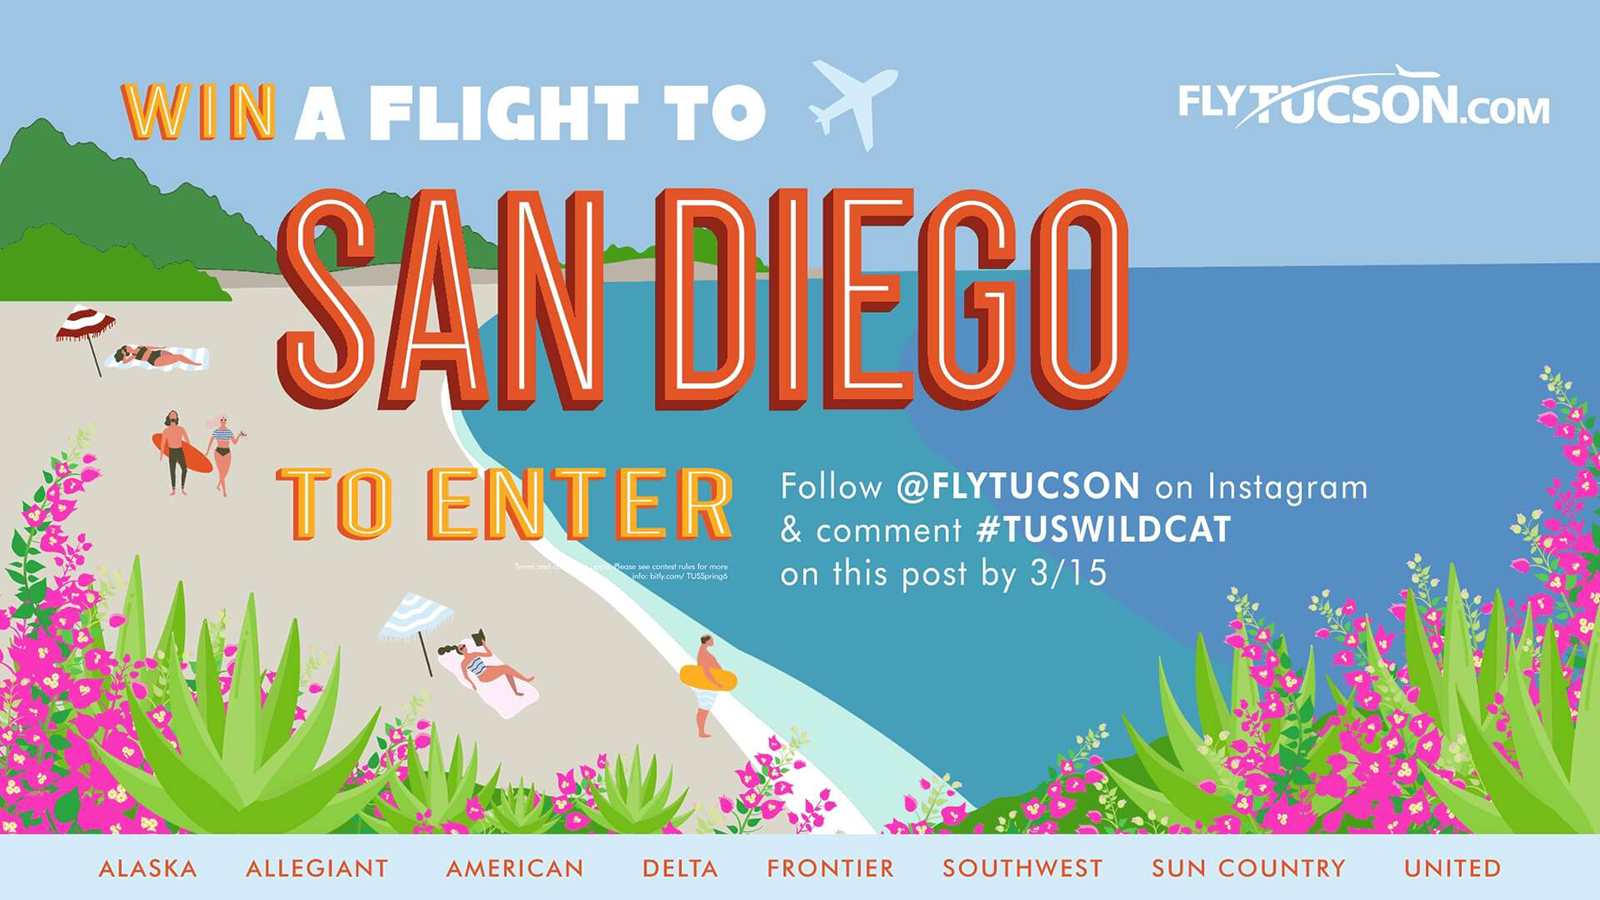 WIN A FLIGHT TO
FLYTUCSON.COM
SAN DIEGO
TO ENTER
Follow @FLYTUCSON on Instagram
& comment #TUSWILDCAT
on this post by 3/15
Terms and apply. Please see contest rules for more
info: bitly.com/ TUSSpring6
ALASKA ALLEGIANT AMERICAN DELTA FRONTIER SOUTHWEST SUN COUNTRY UNITED